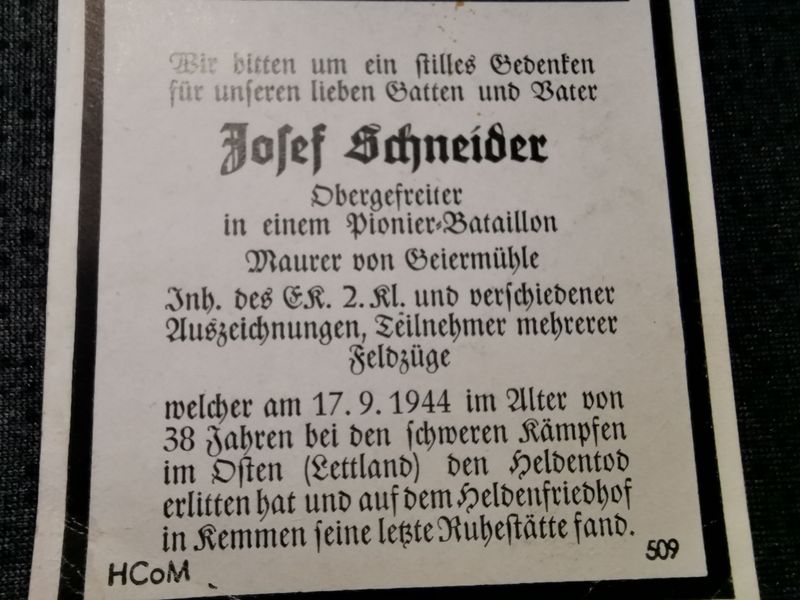 Wir bitten um ein stilles Gedenken
für unseren lieben Gatten und Vater
Josef Schneider
Obergefreiter
in einem Pionier-Bataillon
Maurer von Geiermühle
Inh. des EK. 2. Kl. und verschiedener
Auszeichnungen, Teilnehmer mehrerer
Feldzüge
welcher am 17. 9. 1944 im Alter von
38 Jahren bei den schweren Kämpfen
im Osten (Lettland) den Heldentod
erlitten hat und auf dem Heldenfriedhof
in Kemmen seine letzte Ruhestätte fand.
509
HCoM